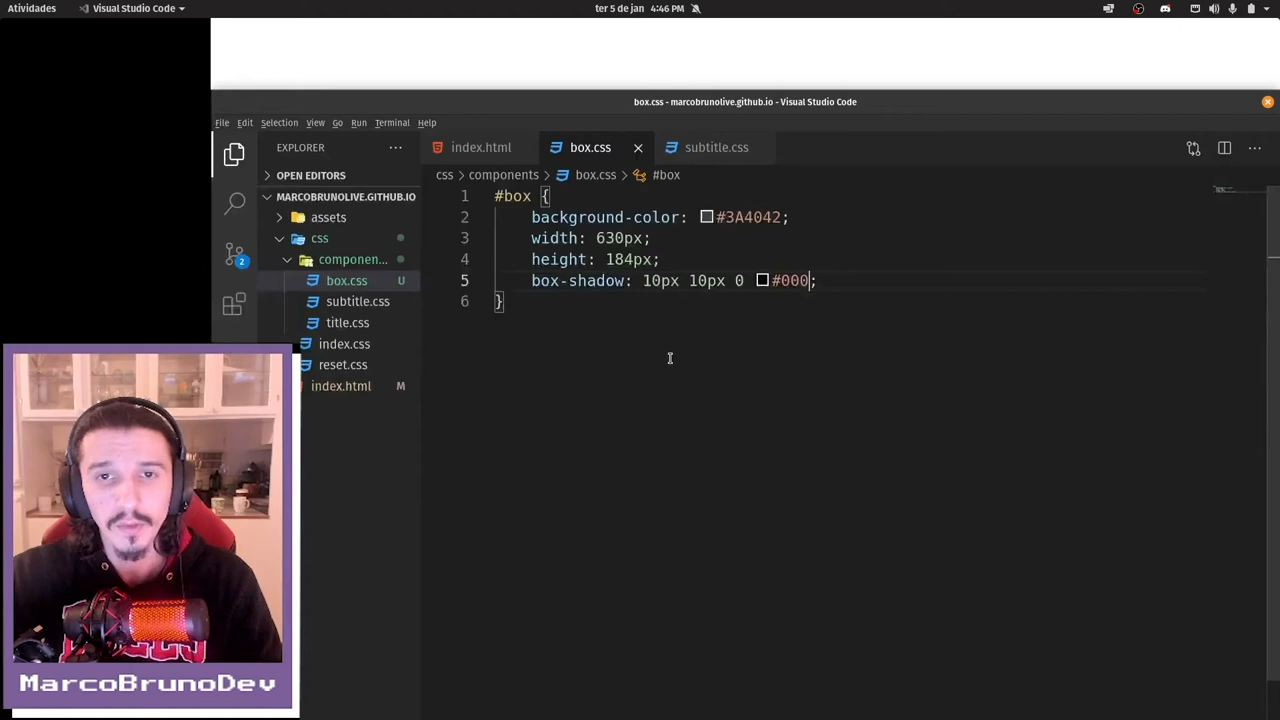 Atividades
Visual Studio Code
ter 5 de jan 4:46 PM
box.css - marcobrunolive.github.io - Visual Studio Code
File Edit Selection View Go Run Terminal Help
EXPLORER
index.html
box.css
subtitle.css
OPEN EDITORS
css > components > box.css > #box
MARCOBRUNOLIVE.GITHUB.IO
assets
css
componen...
box.css U
subtitle.css
title.css
index.css
reset.css
index.html M
2
1 #box {
2 background-color: #3A4042;
3 width: 630px;
4 height: 184px;
5 box-shadow: 10px 10px 0 #000;
6 }
MarcoBrunoDev